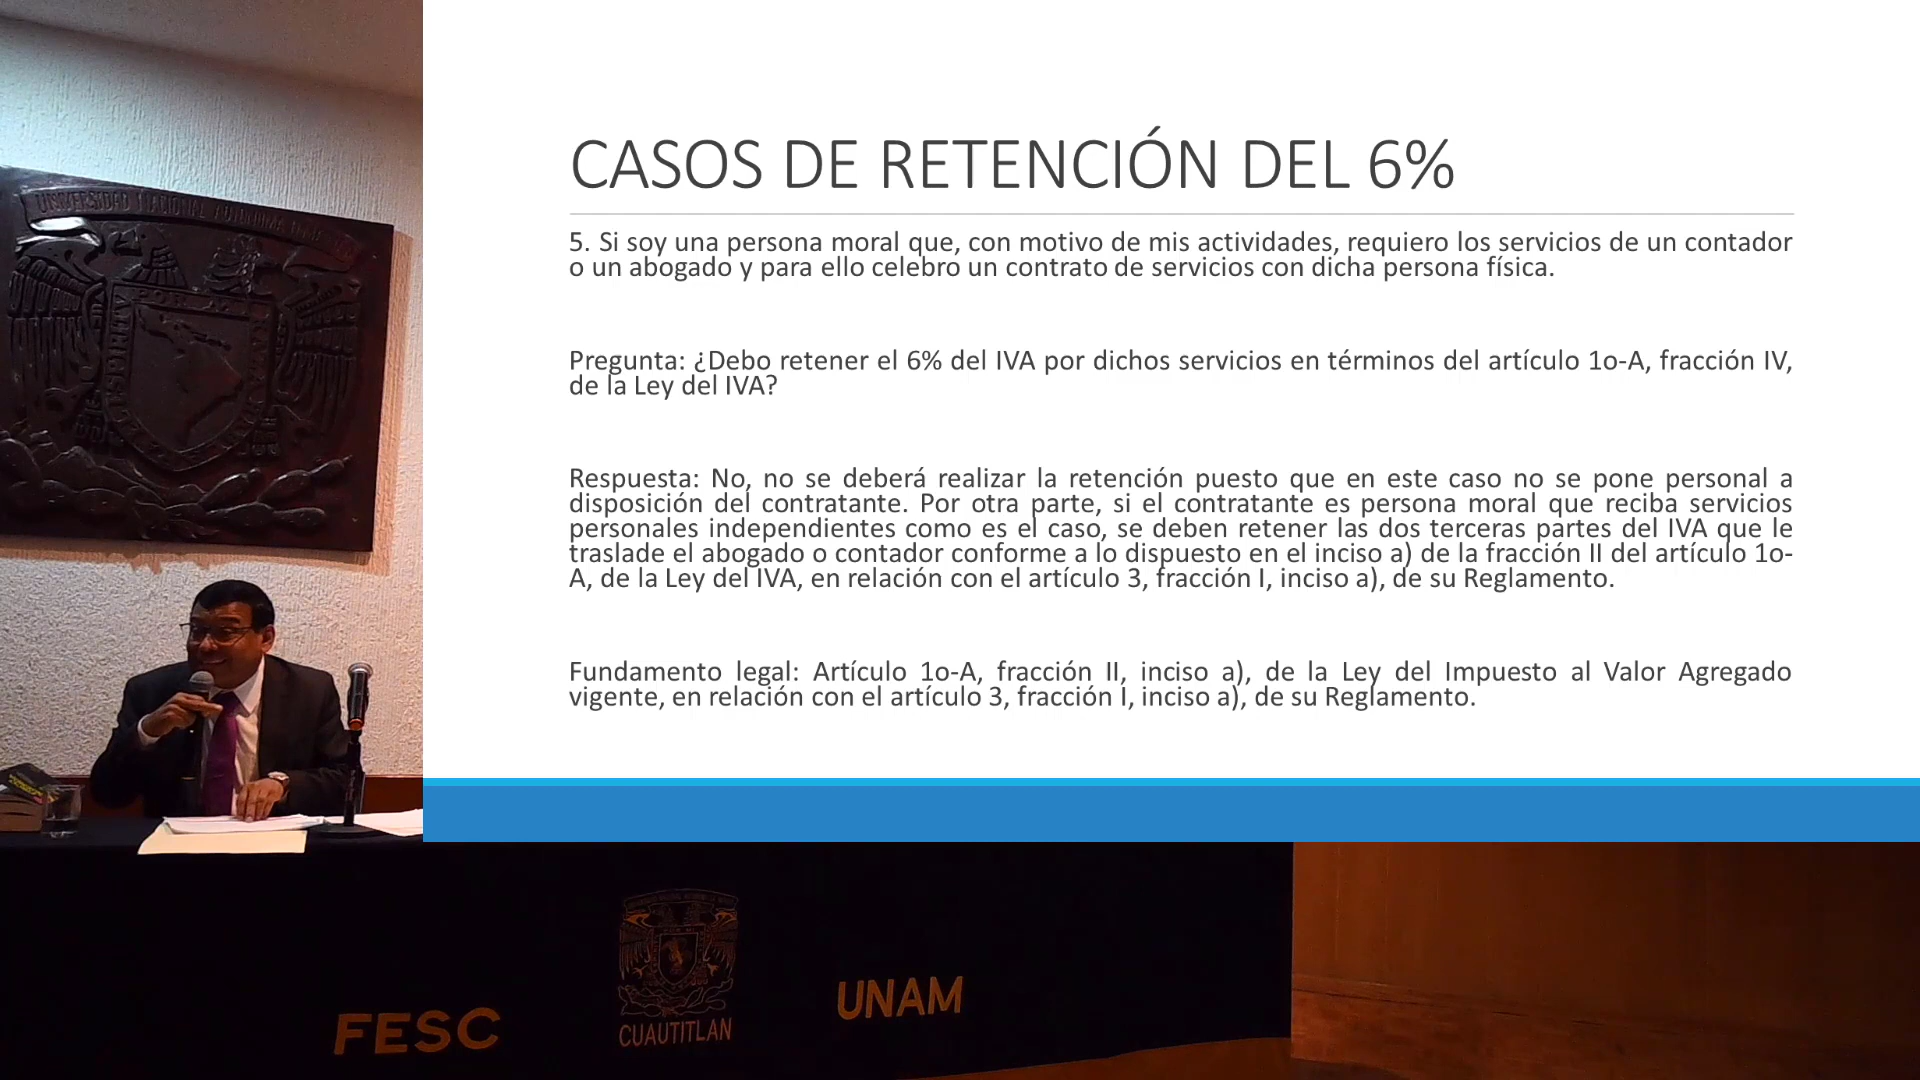 CASOS DE RETENCIÓN DEL 6%
5. Si soy una persona moral que, con motivo de mis actividades, requiero los servicios de un contador
o un abogado y para ello celebro un contrato de servicios con dicha persona física.
Pregunta: ¿Debo retener el 6% del IVA por dichos servicios en términos del artículo 1o-A, fracción IV,
de la Ley del IVA?
Respuesta: No, no se deberá realizar la retención puesto que en este caso no se pone personal a
disposición del contratante. Por otra parte, si el contratante es persona moral que reciba servicios
personales independientes como es el caso, se deben retener las dos terceras partes del IVA que le
traslade el abogado o contador conforme a lo dispuesto en el inciso a) de la fracción II del artículo 1o-
A, de la Ley del IVA, en relación con el artículo 3, fracción I, inciso a), de su Reglamento.
Fundamento legal: Artículo 1o-A, fracción II, inciso a), de la Ley del Impuesto al Valor Agregado
vigente, en relación con el artículo 3, fracción I, inciso a), de su Reglamento.
UNIVERSIDAD NACIONAL AUTONOMA
POR MI RAZA
ESPIRITU
FESC
CUAUTITLAN
UNAM